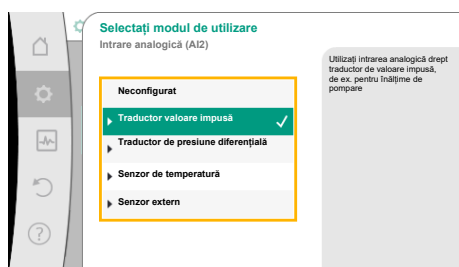 Selectați modul de utilizare
Intrare analogică (AI2)
Neconfigurat
Traductor valoare impusă
Traductor de presiune diferențială
Senzor de temperatură
Senzor extern
Utilizați intrarea analogică drept
traductor de valoare impusă,
de ex. pentru înălțime de
pompare